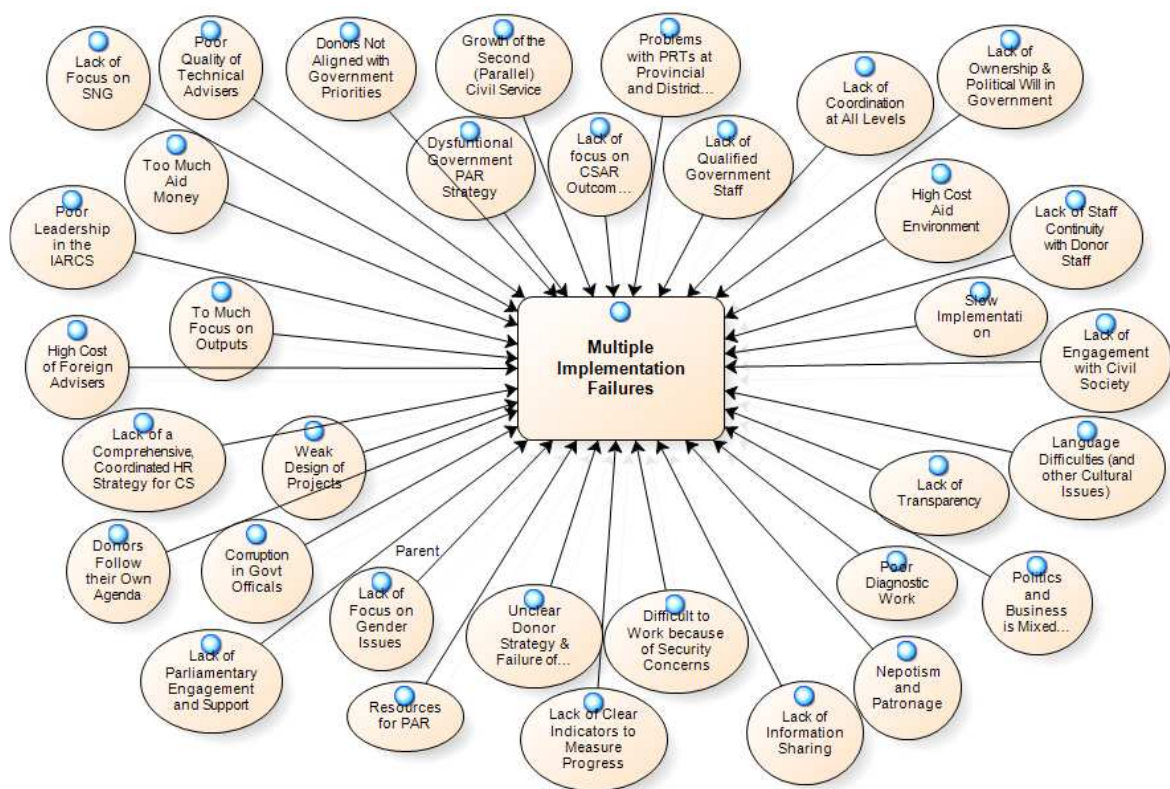 Lack of
Focus on
SNG
Poor
Quality of
Technical
Advisers
Donors Not
Aligned with
Government
Priorities
Growth of the
Second
(Parallel)
Civil Service
Problems
with PRTs at
Provincial
and District...
Lack of
Coordination
at All Levels
Lack of
Ownership &
Political Will in
Government
Too Much
Aid
Money
Dysfuntional
Government
PAR
Strategy
Lack of
focus on
CSAR
Outcom...
Lack of
Qualified
Government
Staff
High Cost
Aid
Environment
Poor
Leadership
in the
IARCS
Lack of Staff
Continuity
with Donor
Staff
To Much
Focus on
Outputs
Slow
Implementati
on
High Cost
of Foreign
Advisers
Multiple
Implementation
Failures
Lack of
Engagement
with Civil
Society
Lack of a
Comprehensive,
Coordinated HR
Strategy for CS
Weak
Design of
Projects
Lack of
Transparency
Language
Difficulties (and
other Cultural
Issues)
Donors
Follow
their Own
Agenda
Corruption
in Govt
Officals
Parent
Lack of
Focus on
Gender
Issues
Unclear
Donor
Strategy &
Failure of...
Difficult to
Work because
of Security
Concerns
Poor
Diagnostic
Work
Politics
and
Business
is Mixed...
Lack of
Parliamentary
Engagement
and Support
Resources
for PAR
Lack of Clear
Indicators to
Measure
Progress
Lack of
Information
Sharing
Nepotism
and
Patronage